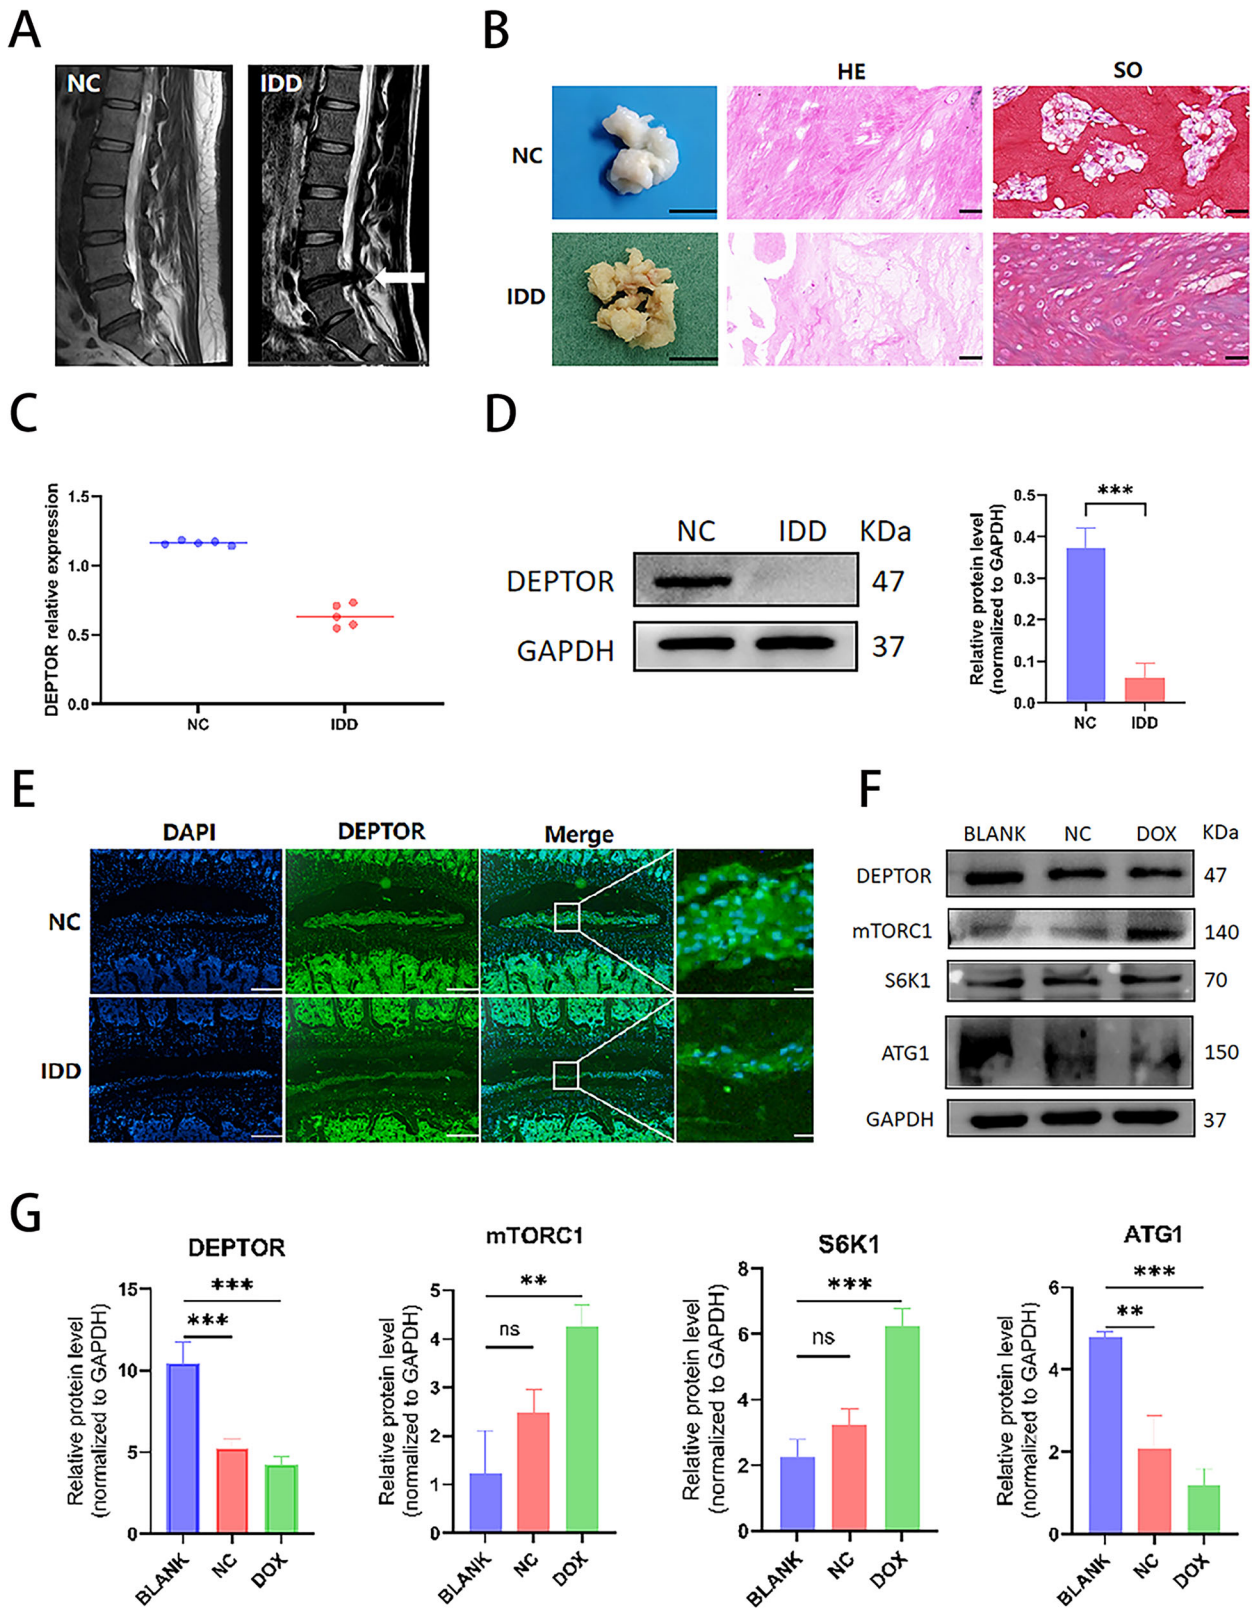 A
NC
IDD
B
HE
SO
NC
IDD
C
DEPTOR relative expression
1.5
1.0
0.5
0.0
NC
IDD
D
NC IDD KDa
DEPTOR 47
GAPDH 37
Relative protein level
(normalized to GAPDH)
0.5
0.4
0.3
0.2
0.1
0.0
***
NC
IDD
E
DAPI
DEPTOR
Merge
NC
IDD
F
BLANK NC DOX KDa
DEPTOR 47
mTORC1 140
S6K1 70
ATG1 150
GAPDH 37
G
DEPTOR
Relative protein level
(normalized to GAPDH)
15
10
5
0
***
***
BLANK
NC
DOX
mTORC1
Relative protein level
(normalized to GAPDH)
5
4
3
2
1
0
**
ns
BLANK
NC
DOX
S6K1
Relative protein level
(normalized to GAPDH)
8
6
4
2
0
***
ns
BLANK
NC
DOX
ATG1
Relative protein level
(normalized to GAPDH)
6
4
2
0
***
**
BLANK
NC
DOX